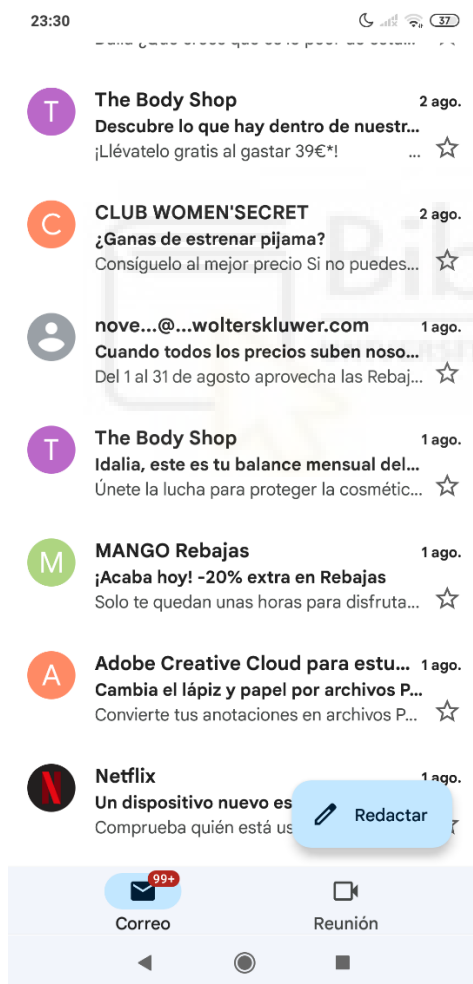 23:30
37
The Body Shop
2 ago.
Descubre lo que hay dentro de nuestr...
¡Llévatelo gratis al gastar 39€*! ...
CLUB WOMEN'SECRET
2 ago.
¿Ganas de estrenar pijama?
Consíguelo al mejor precio Si no puedes...
nove...@...wolterskluwer.com
1 ago.
Cuando todos los precios suben noso...
Del 1 al 31 de agosto aprovecha las Rebaj...
The Body Shop
1 ago.
Idalia, este es tu balance mensual del...
Únete la lucha para proteger la cosmétic...
MANGO Rebajas
1 ago.
¡Acaba hoy! -20% extra en Rebajas
Solo te quedan unas horas para disfruta...
Adobe Creative Cloud para estu...
1 ago.
Cambia el lápiz y papel por archivos P...
Convierte tus anotaciones en archivos P...
Netflix
1 ago.
Un dispositivo nuevo es
Comprueba quién está us
Redactar
99+
Correo
Reunión
T
C
T
M
A
N